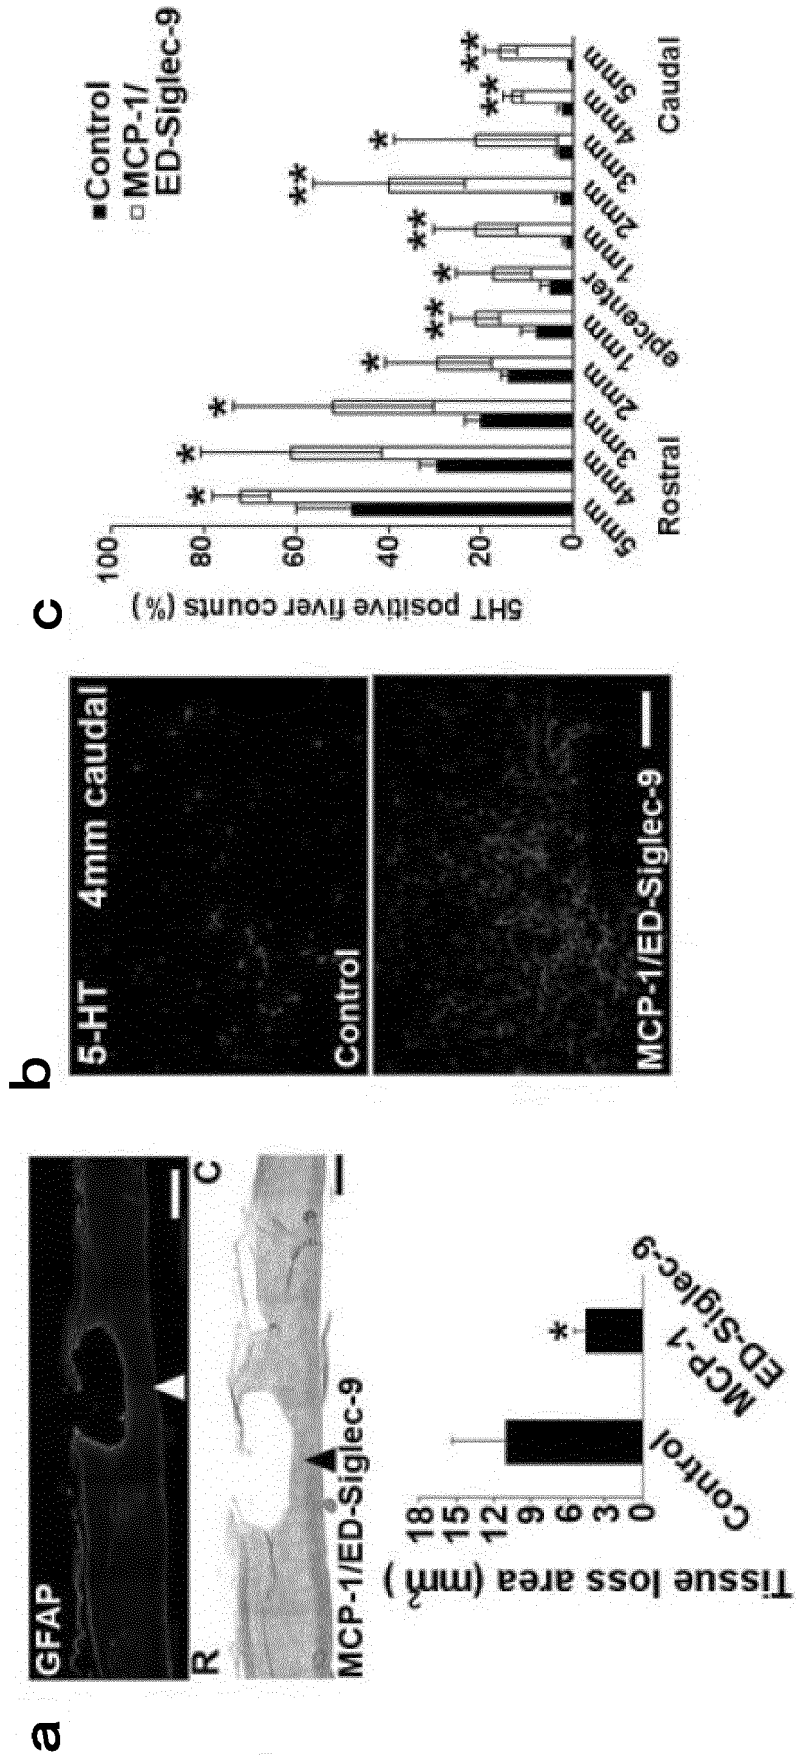 a
GFAP
R
C
MCP-1/ED-Siglec-9
Tissue loss area (mm²)
18
15
12
9
6
3
0
*
Control
MCP-1
ED-Siglec-9
b
5-HT 4mm caudal
Control
MCP-1/ED-Siglec-9
c
■Control
□MCP-1/
ED-Siglec-9
5HT positive fiver counts (%)
100
80
60
40
20
0
* * * * ** * ** ** * ** **
5mm 4mm 3mm 2mm 1mm epicenter 1mm 2mm 3mm 4mm 5mm
Rostral Caudal